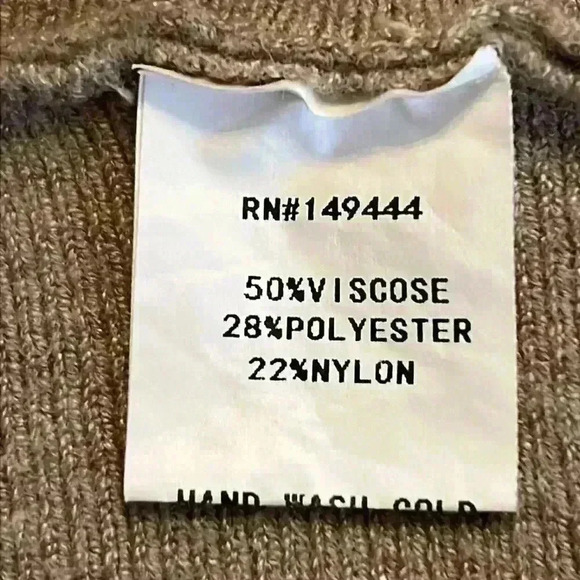 RN#149444
50%VISCOSE
28%POLYESTER
22%NYLON
HAND WASH COLD